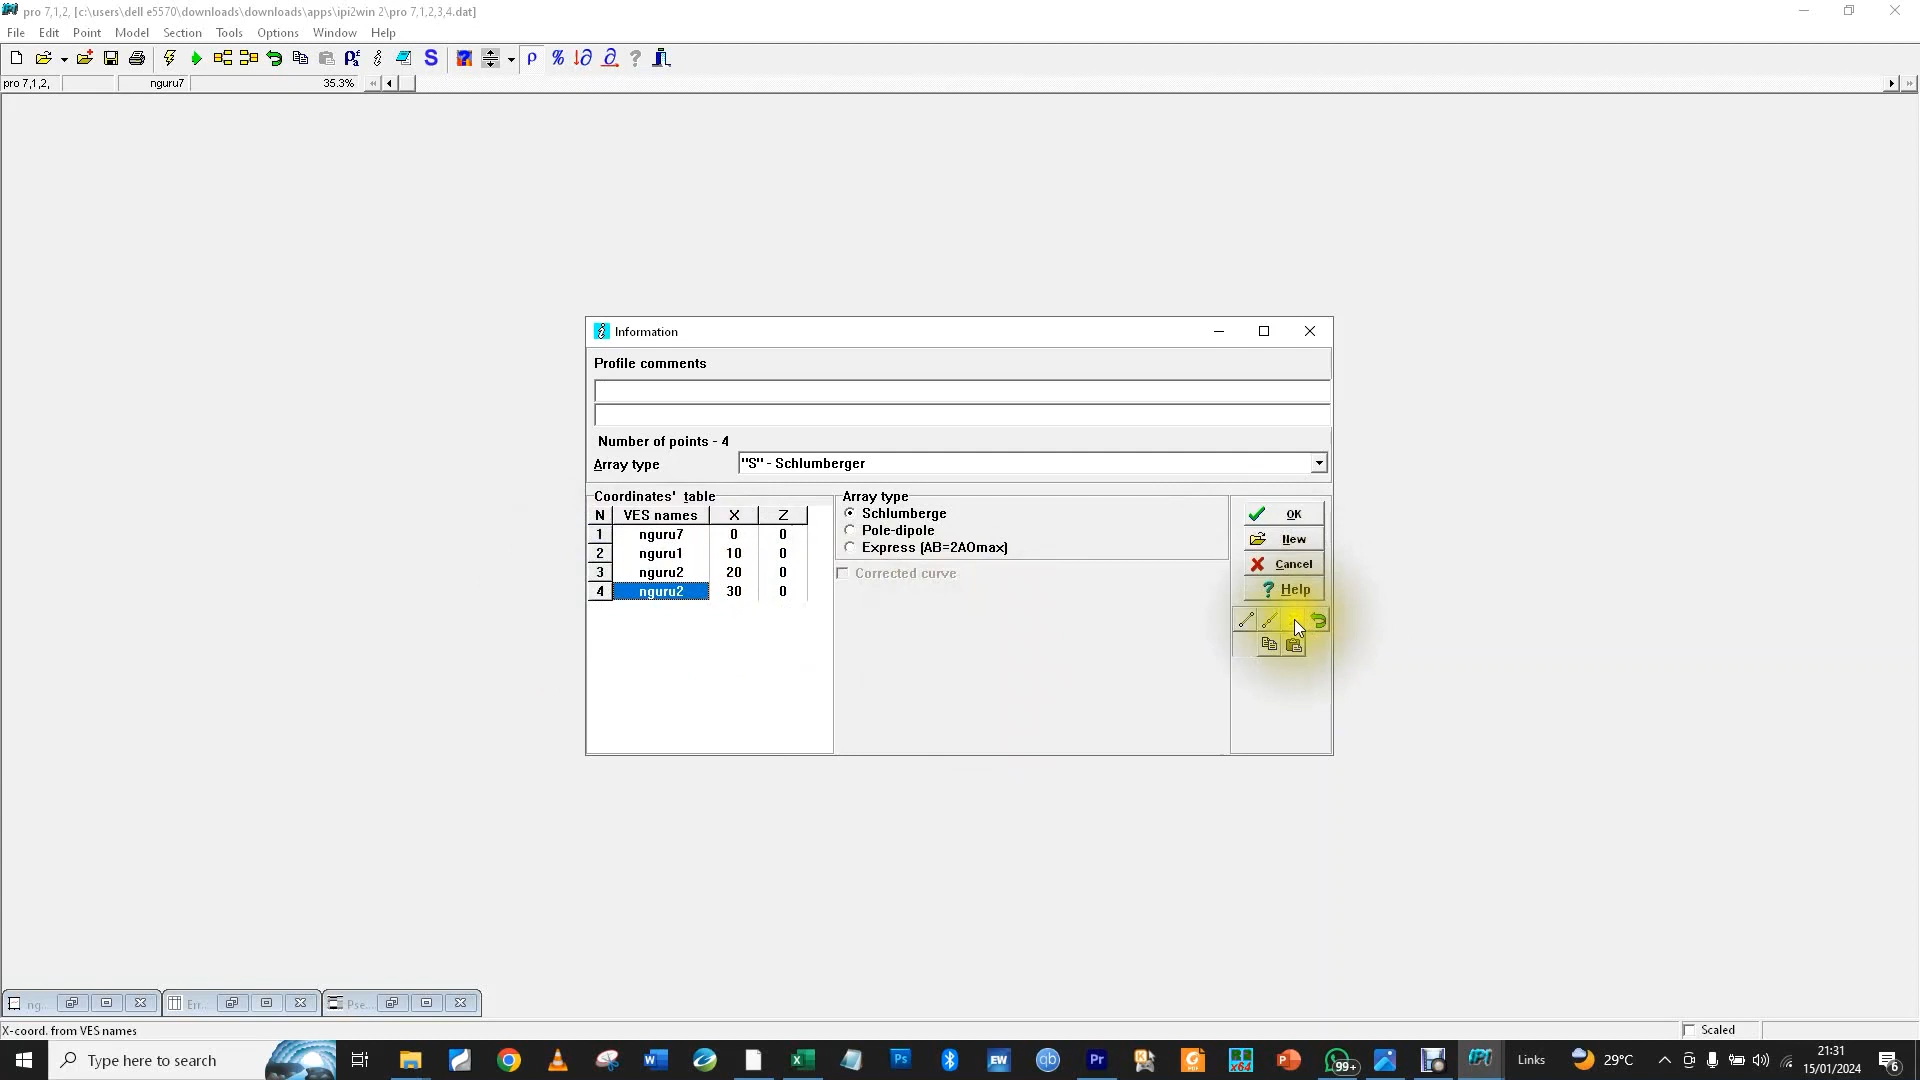 pro 7,1,2, [c:\users\dell e5570\downloads\downloads\apps\ipi2win 2\pro 7,1,2,3,4.dat]
File Edit Point Model Section Tools Options Window Help
pro 7,1,2, nguru7 35.3%
Information
Profile comments
Number of points - 4
Array type "S" - Schlumberger
Coordinates' table
N VES names X Z
1 nguru7 0 0
2 nguru1 10 0
3 nguru2 20 0
4 nguru2 30 0
Array type
Schlumberge
Pole-dipole
Express (AB=2AOmax)
Corrected curve
OK
New
Cancel
Help
ng... Err... Pse...
X-coord. from VES names
Scaled
Type here to search
Links 29°C 21:31
15/01/2024
99+
6